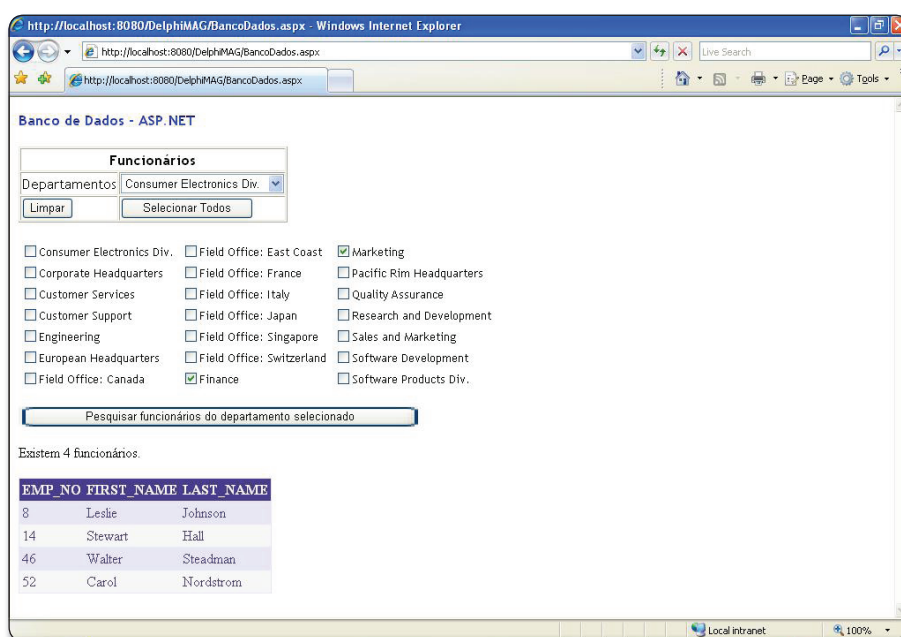 http://localhost:8080/DelphiMAG/BancoDados.aspx - Windows Internet Explorer
http://localhost:8080/DelphiMAG/BancoDados.aspx
Live Search
http://localhost:8080/DelphiMAG/BancoDados.aspx
Page Tools
Banco de Dados - ASP.NET
Funcionários
Departamentos Consumer Electronics Div.
Limpar Selecionar Todos
Consumer Electronics Div. Field Office: East Coast Marketing
Corporate Headquarters Field Office: France Pacific Rim Headquarters
Customer Services Field Office: Italy Quality Assurance
Customer Support Field Office: Japan Research and Development
Engineering Field Office: Singapore Sales and Marketing
European Headquarters Field Office: Switzerland Software Development
Field Office: Canada Finance Software Products Div.
Pesquisar funcionários do departamento selecionado
Existem 4 funcionários.
EMP_NO FIRST_NAME LAST_NAME
8 Leslie Johnson
14 Stewart Hall
46 Walter Steadman
52 Carol Nordstrom
Local intranet 100%